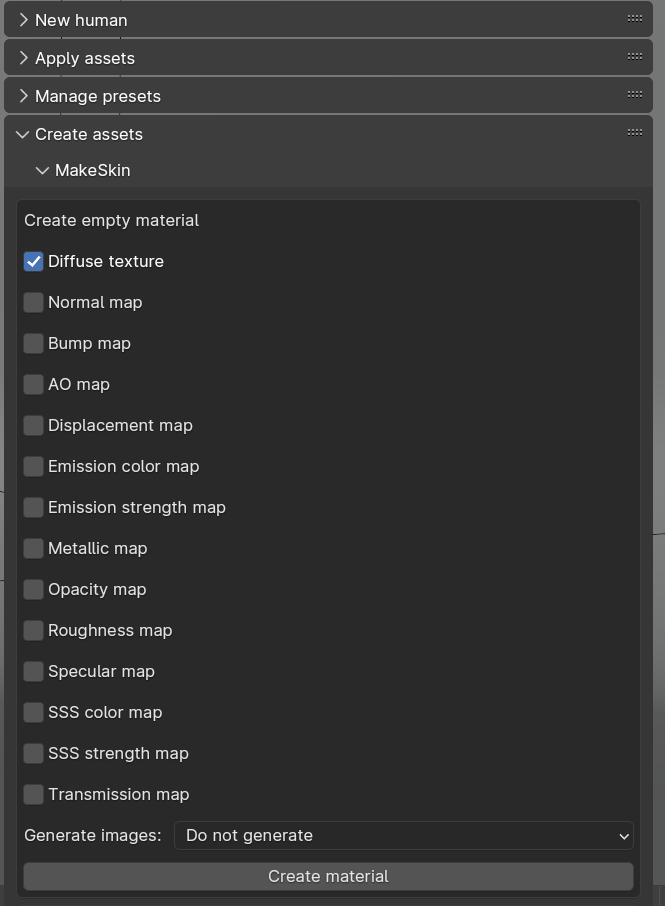 New human
Apply assets
Manage presets
Create assets
MakeSkin
Create empty material
Diffuse texture
Normal map
Bump map
AO map
Displacement map
Emission color map
Emission strength map
Metallic map
Opacity map
Roughness map
Specular map
SSS color map
SSS strength map
Transmission map
Generate images: Do not generate
Create material